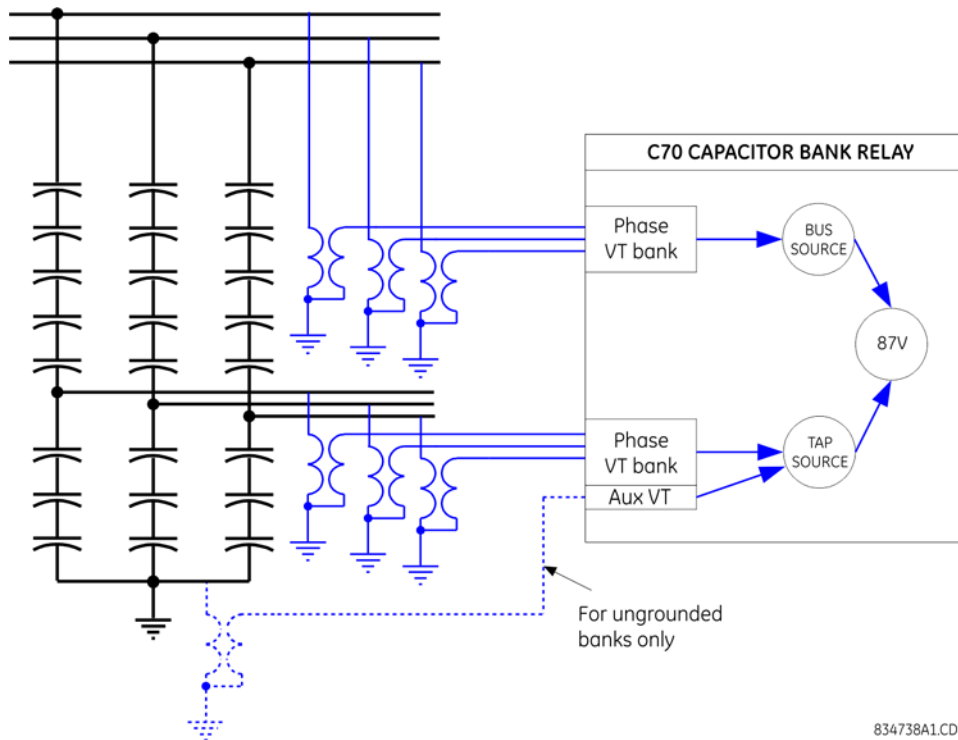 C70 CAPACITOR BANK RELAY
Phase
VT bank
BUS
SOURCE
87V
Phase
VT bank
Aux VT
TAP
SOURCE
For ungrounded
banks only
834738A1.CD